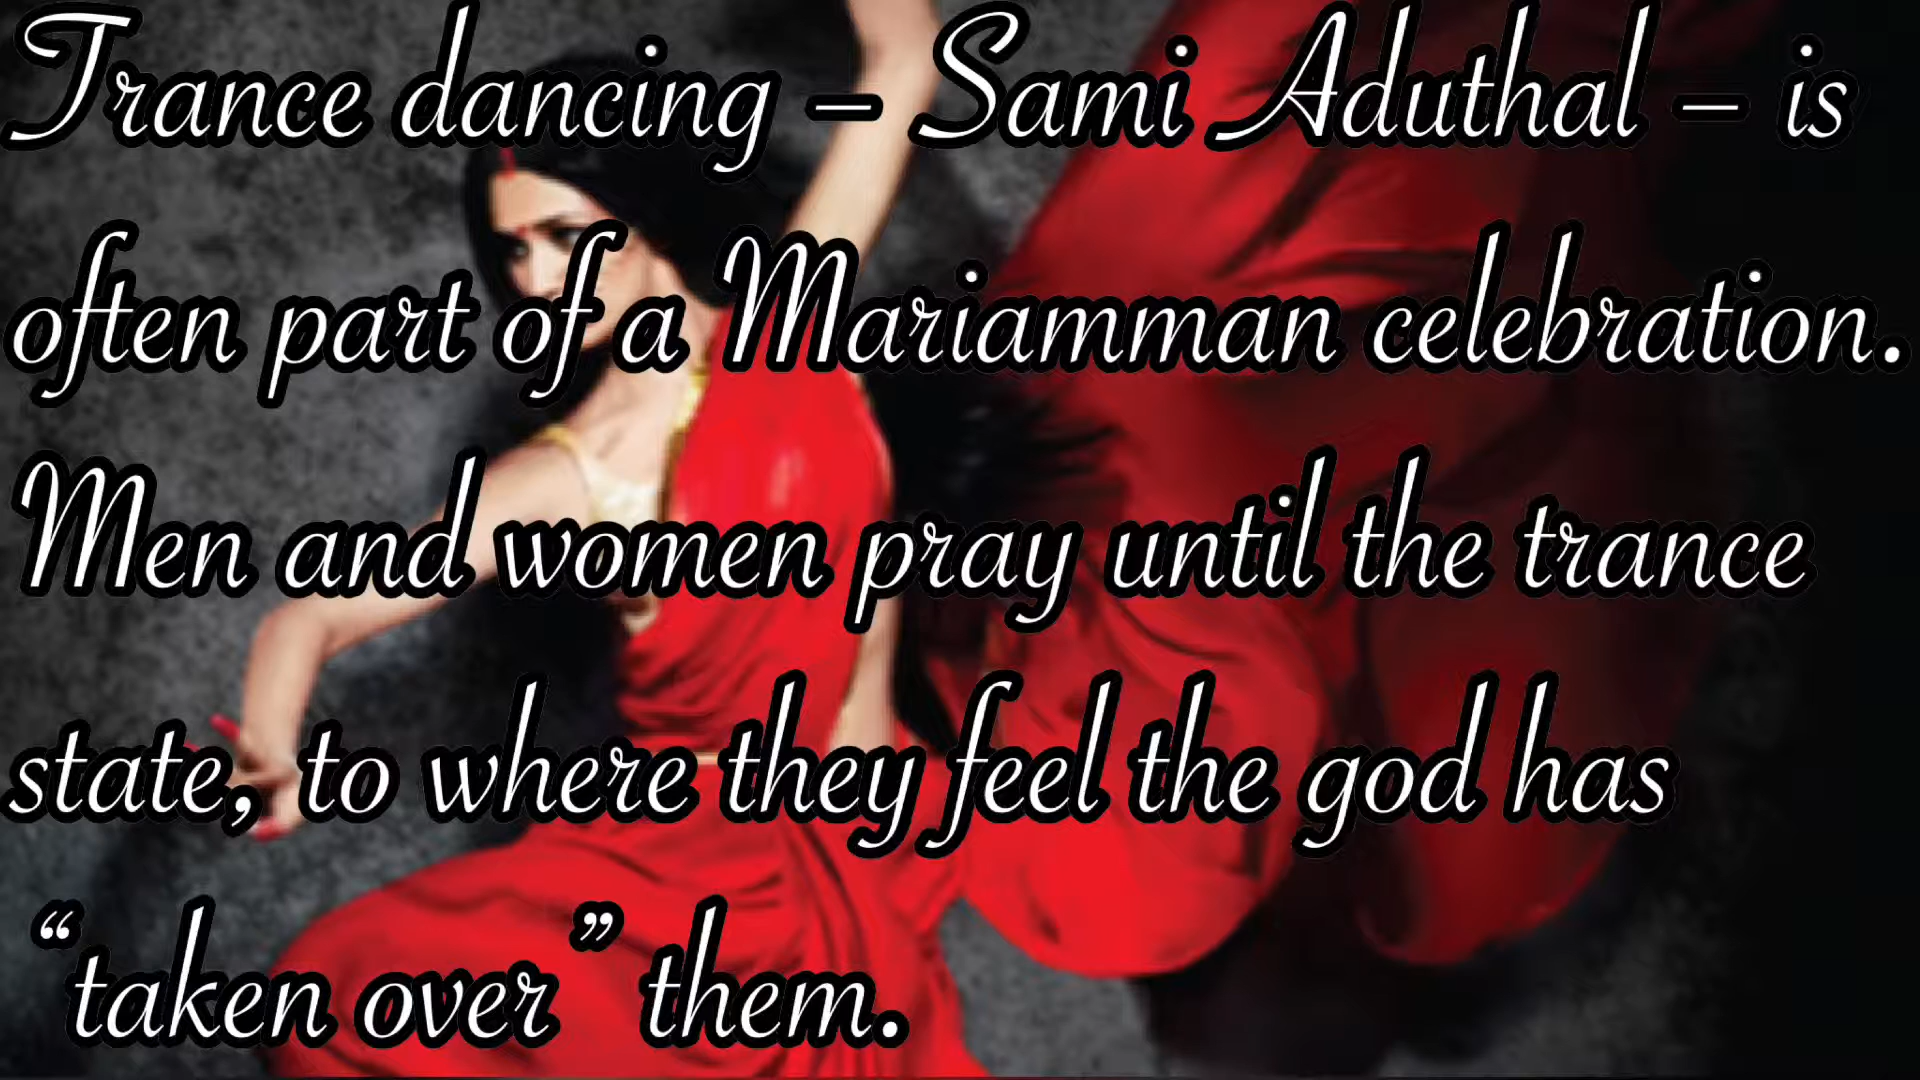 Trance dancing – Sami Aduthal – is
often part of a Mariamman celebration.
Men and women pray until the trance
state, to where they feel the god has
“taken over” them.